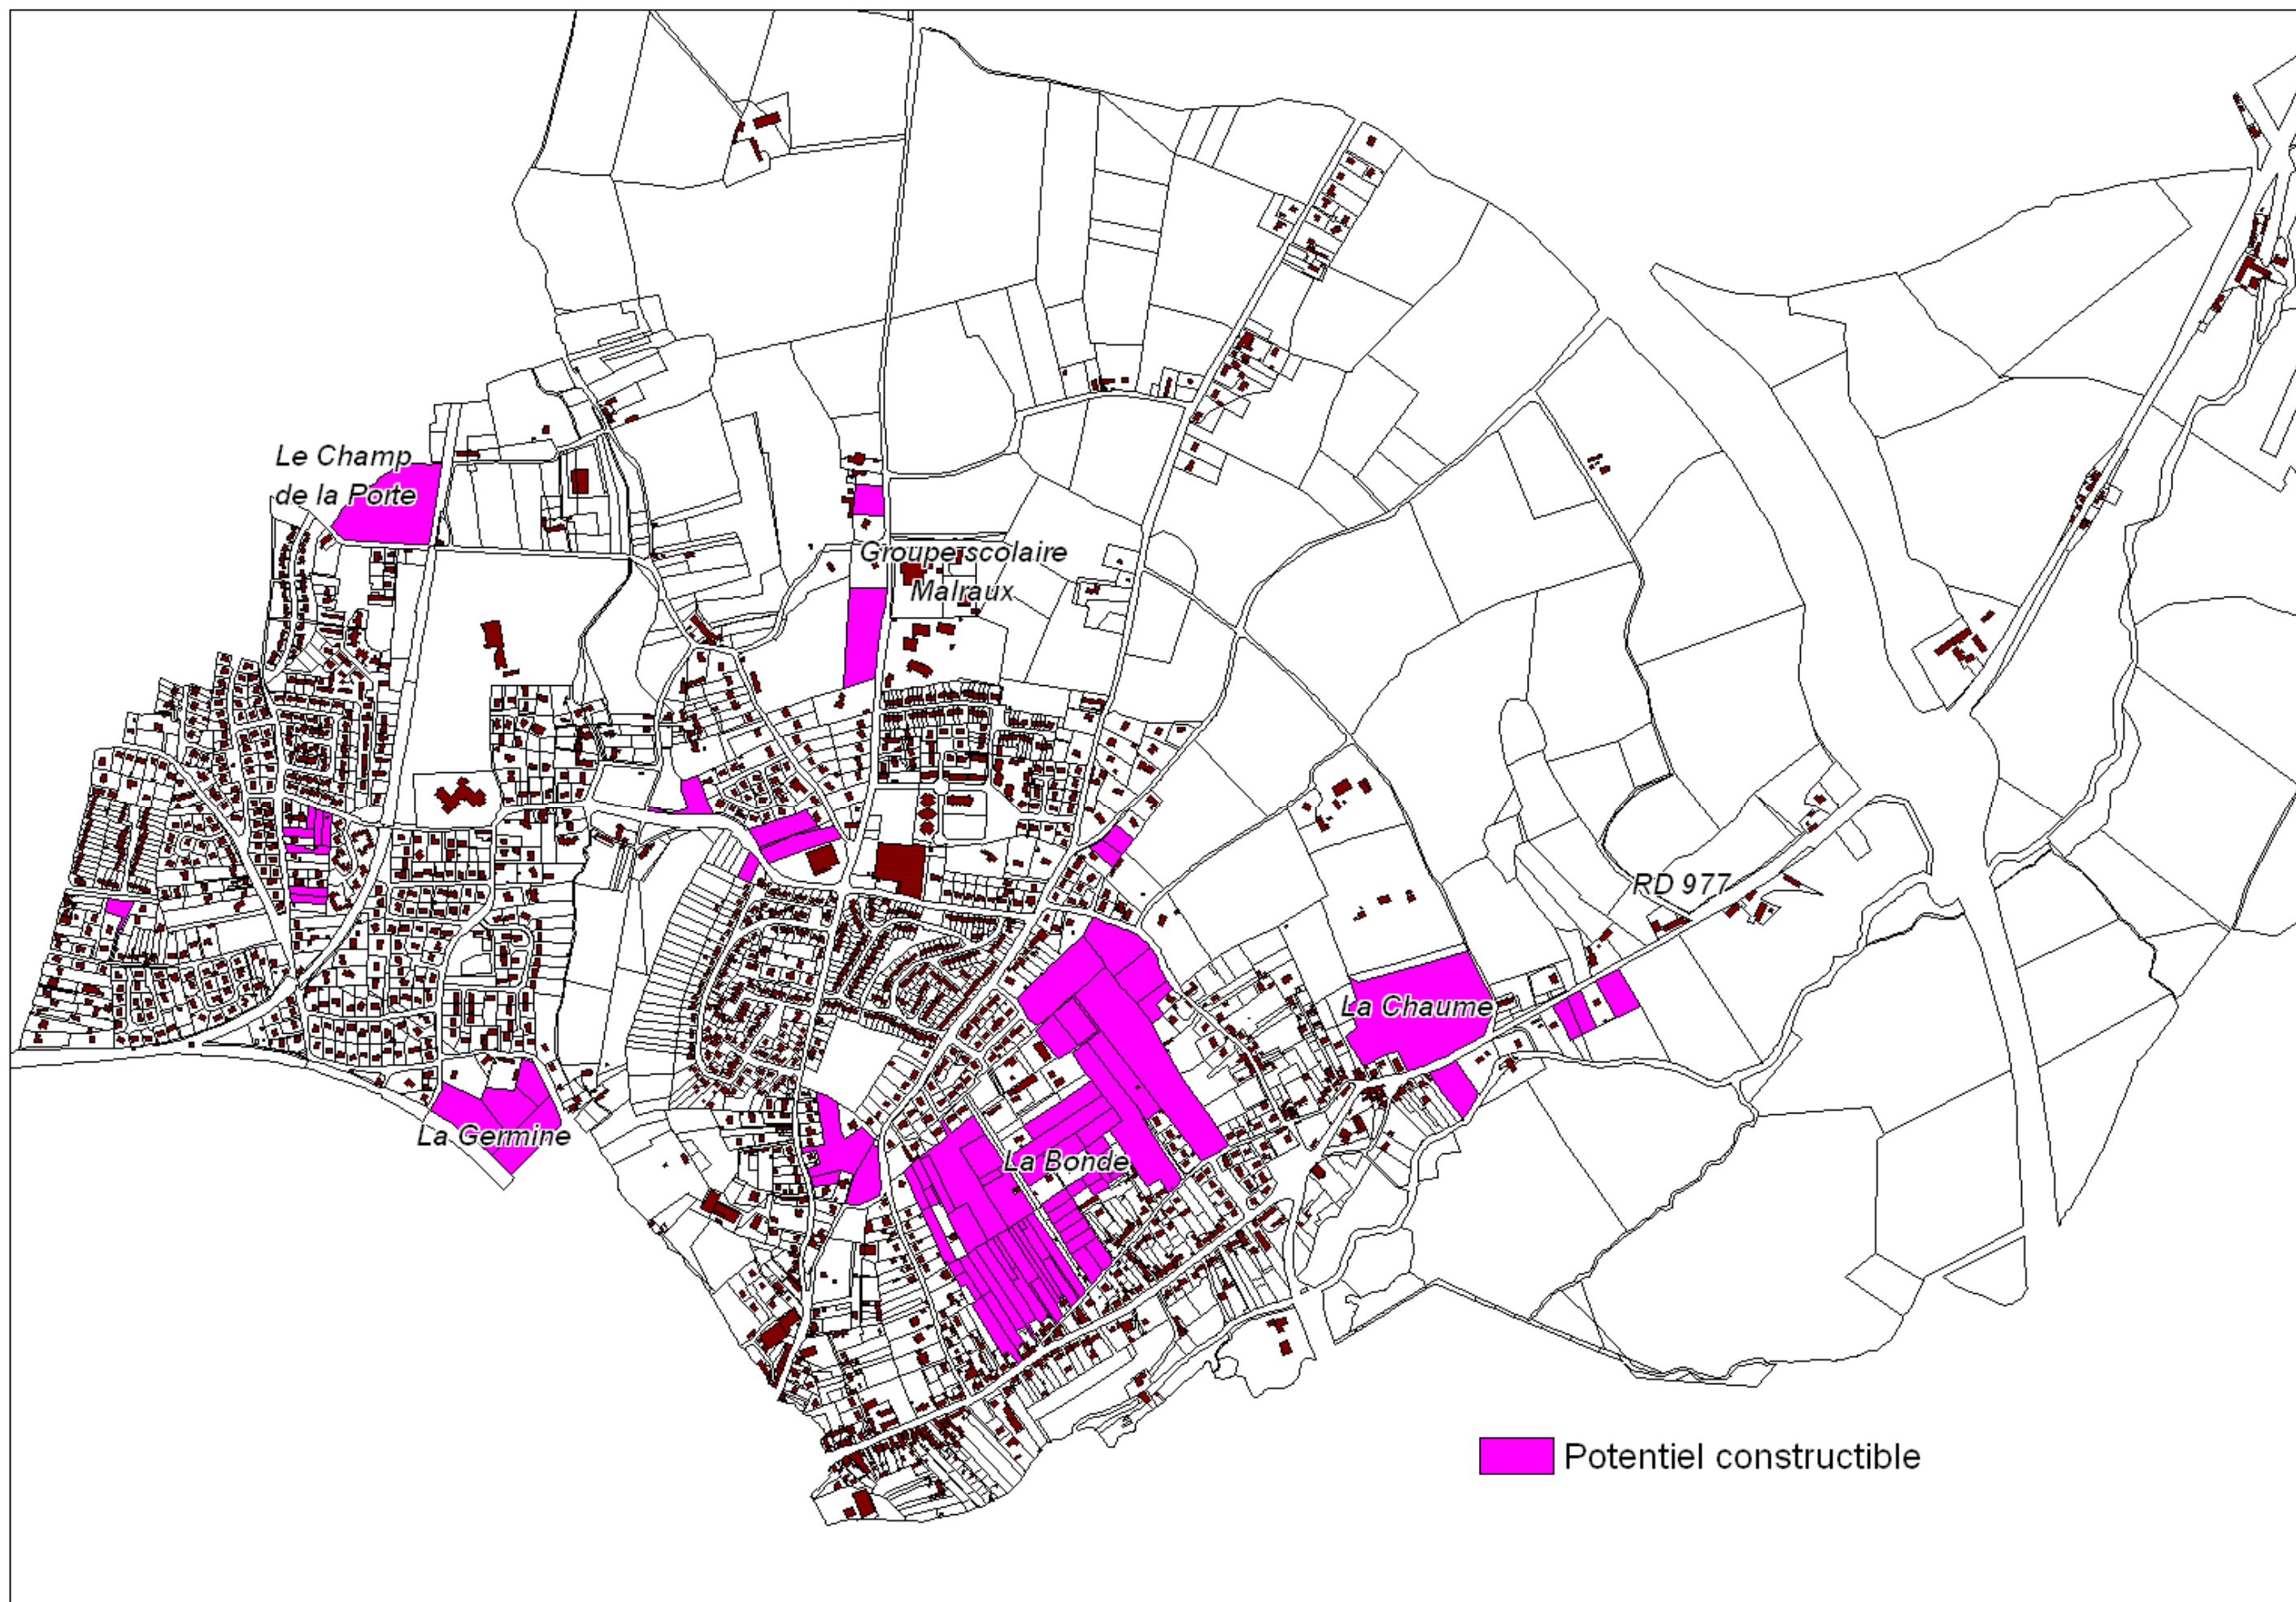 Le Champ
de la Porte
Groupe scolaire
Malraux
RD 977
La Chaume
La Germine
La Bonde
Potentiel constructible